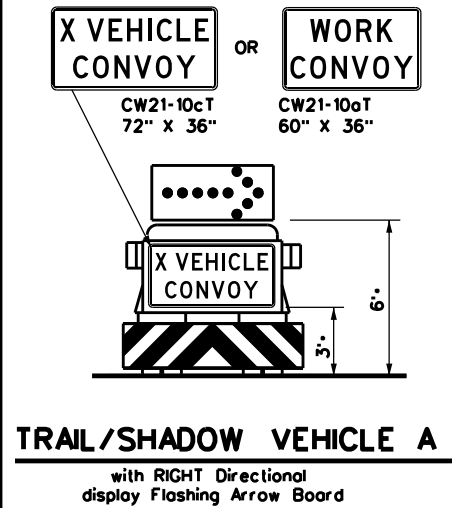 X VEHICLE
CONVOY
OR
WORK
CONVOY
CW21-10cT
72" X 36"
CW21-10aT
60" X 36"
X VEHICLE
CONVOY
6'
3'
TRAIL/SHADOW VEHICLE A
with RIGHT Directional
display Flashing Arrow Board